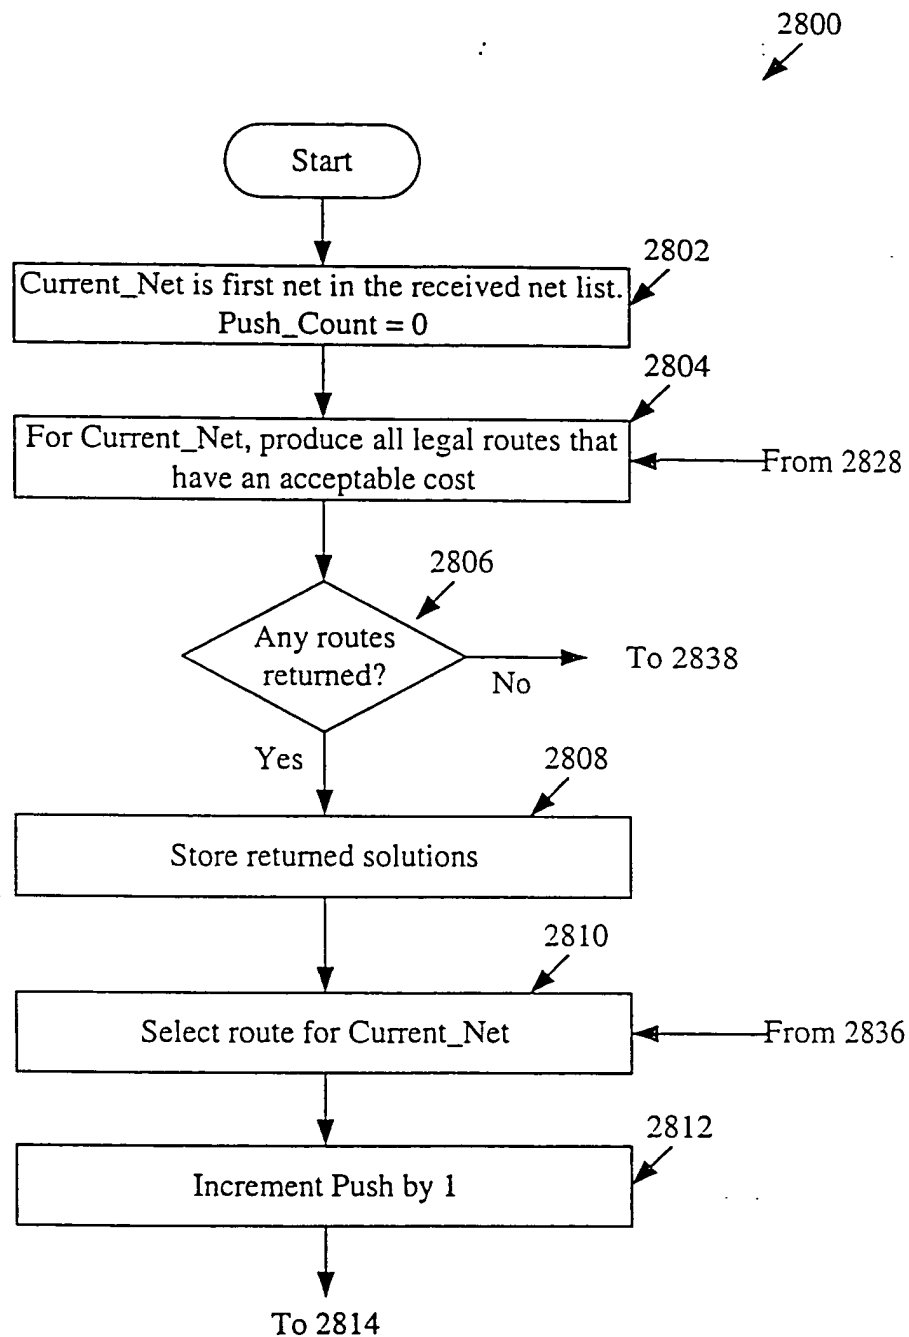 2800
Start
2802
Current_Net is first net in the received net list.
Push_Count = 0
2804
For Current_Net, produce all legal routes that
have an acceptable cost
From 2828
2806
Any routes
returned?
To 2838
No
Yes
2808
Store returned solutions
2810
Select route for Current_Net
From 2836
2812
Increment Push by 1
To 2814